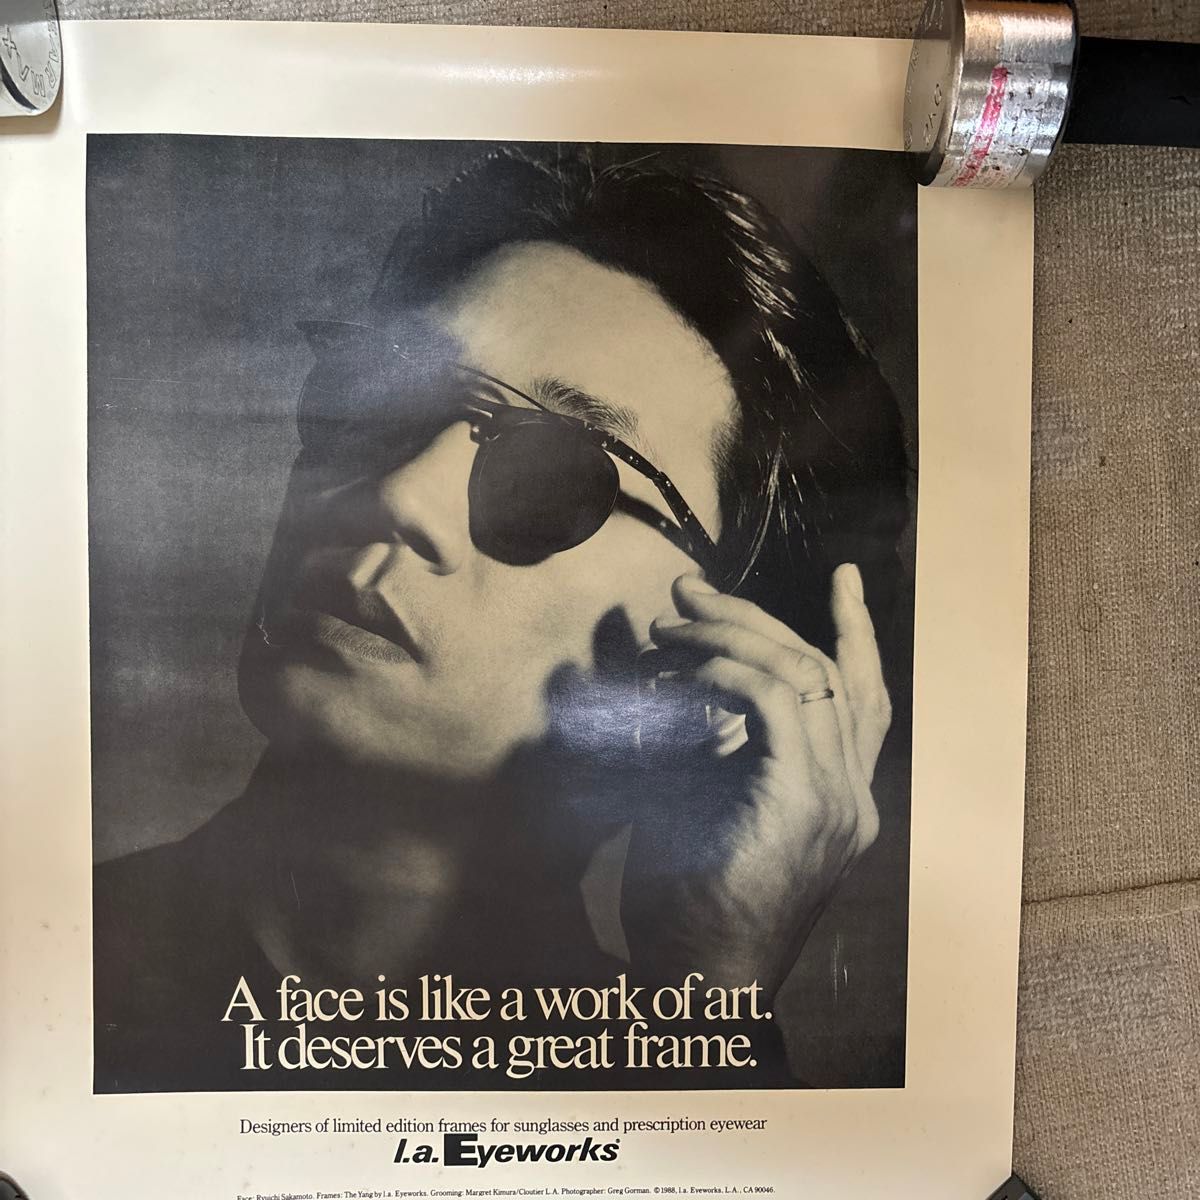 A face is like a work of art.
It deserves a great frame.
Designers of limited edition frames for sunglasses and prescription eyewear
l.a.Eyeworks
Face: Ryuichi Sakamoto. Frames: The Yang by l.a. Eyeworks. Grooming: Margret Kimura/Cloutier L.A. Photographer: Greg Gorman. ©1988, l.a. Eyeworks, L.A., CA 90046.